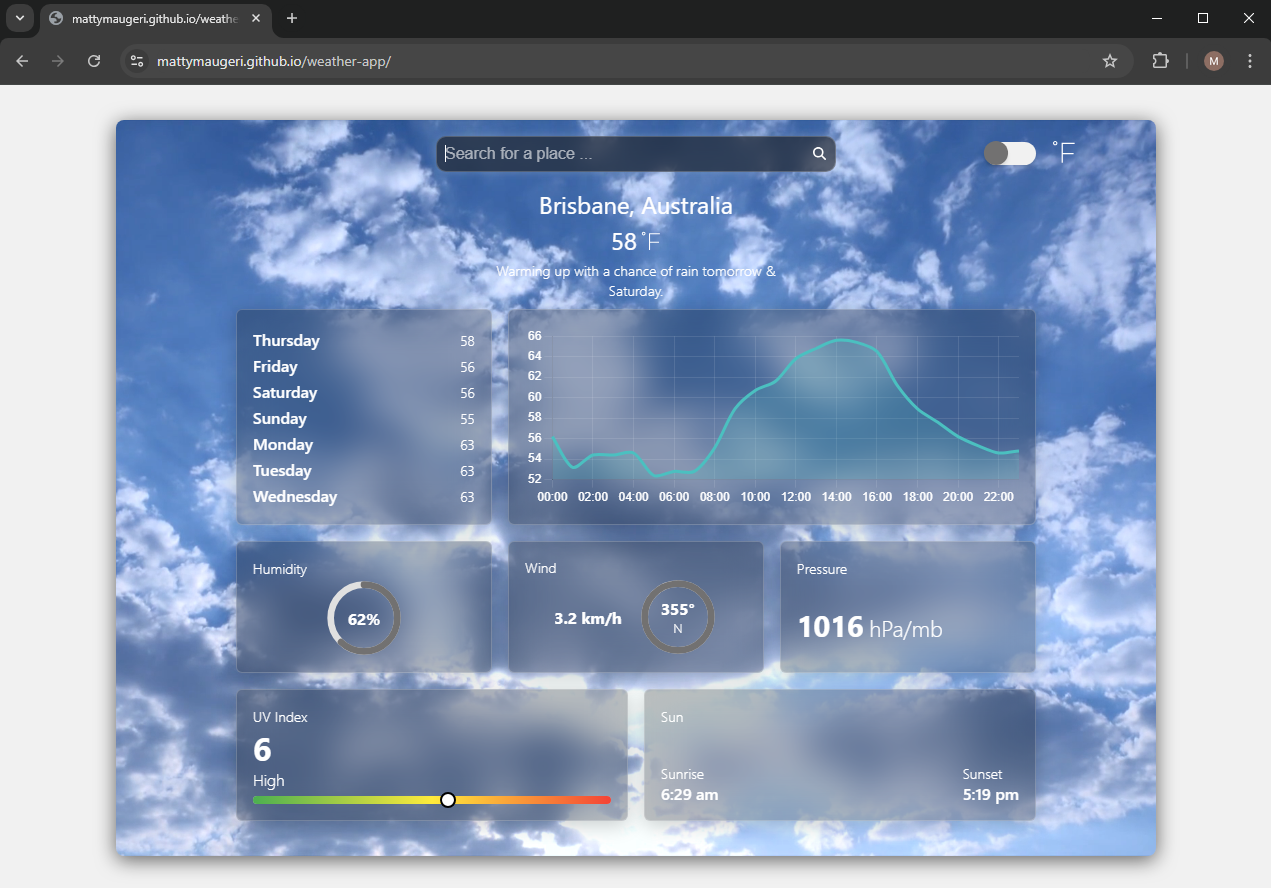 mattymaugeri.github.io/weathe
mattymaugeri.github.io/weather-app/
M
Search for a place ...
°F
Brisbane, Australia
58 °F
Warming up with a chance of rain tomorrow &
Saturday.
Thursday 58
Friday 56
Saturday 56
Sunday 55
Monday 63
Tuesday 63
Wednesday 63
66
64
62
60
58
56
54
52
00:00 02:00 04:00 06:00 08:00 10:00 12:00 14:00 16:00 18:00 20:00 22:00
Humidity
62%
Wind
3.2 km/h
355°
N
Pressure
1016 hPa/mb
UV Index
6
High
Sun
Sunrise
6:29 am
Sunset
5:19 pm